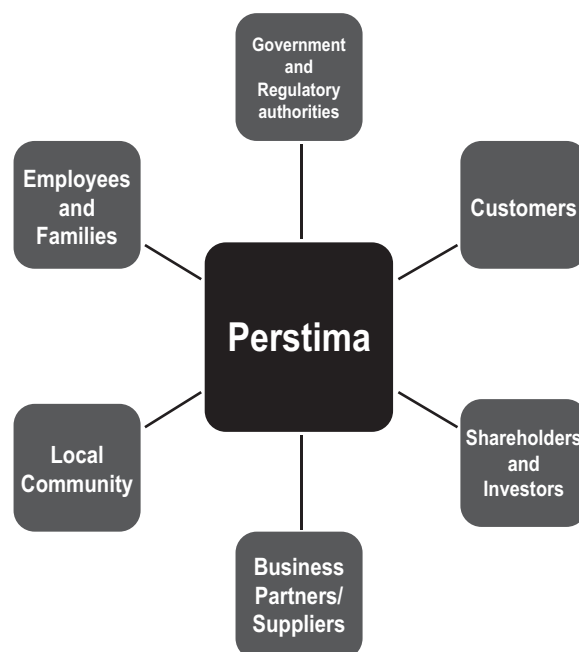 Government
and
Regulatory
authorities
Employees
and
Families
Customers
Perstima
Local
Community
Shareholders
and
Investors
Business
Partners/
Suppliers